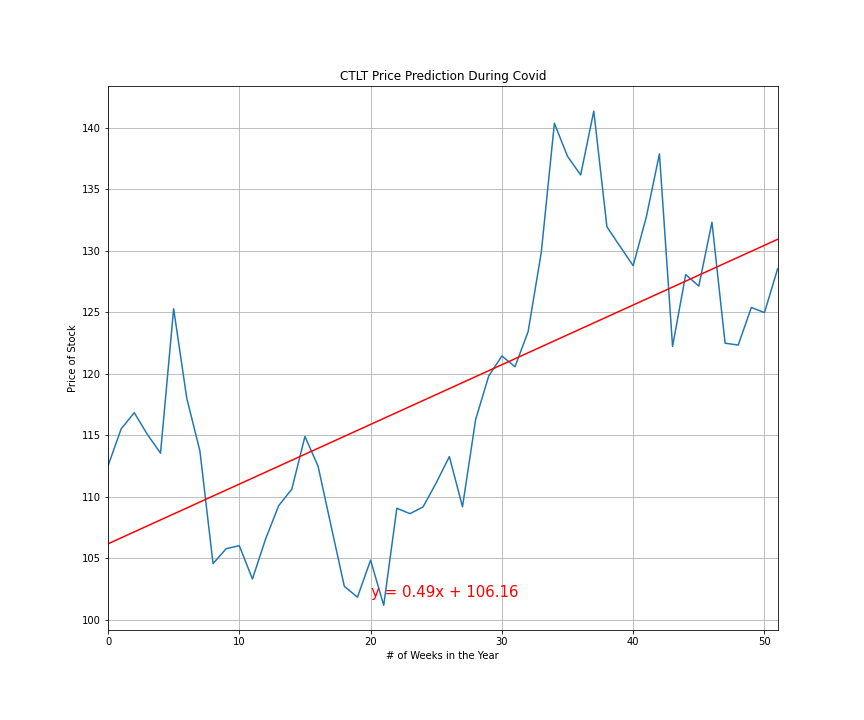 CTLT Price Prediction During Covid
Price of Stock
140
135
130
125
120
115
110
105
100
y = 0.49x + 106.16
0 10 20 30 40 50
# of Weeks in the Year